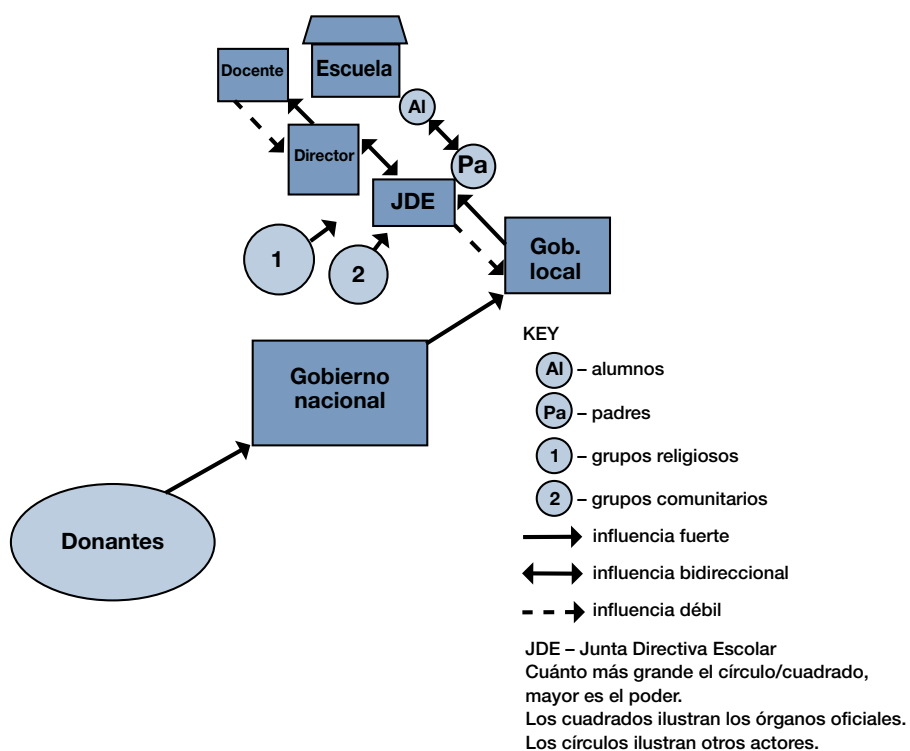 Escuela
Docente
Al
Director
Pa
JDE
1
2
Gob.
local
Gobierno
nacional
Donantes
KEY
Al – alumnos
Pa – padres
1 – grupos religiosos
2 – grupos comunitarios
influencia fuerte
influencia bidireccional
influencia débil
JDE – Junta Directiva Escolar
Cuánto más grande el círculo/cuadrado,
mayor es el poder.
Los cuadrados ilustran los órganos oficiales.
Los círculos ilustran otros actores.